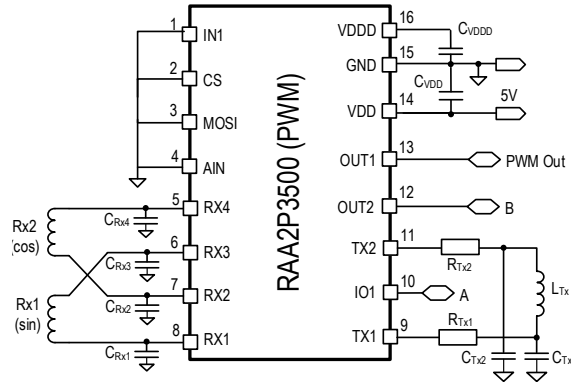 1 IN1
2 CS
3 MOSI
4 AIN
5 RX4
6 RX3
7 RX2
8 RX1
Rx2
(cos)
Rx1
(sin)
CRx4
CRx3
CRx2
CRx1
RAA2P3500 (PWM)
VDDD 16
GND 15
VDD 14
OUT1 13
OUT2 12
TX2 11
IO1 10
TX1 9
CVDDD
CVDD
5V
PWM Out
B
RTx2
A
LTx
RTx1
CTx2
CTx